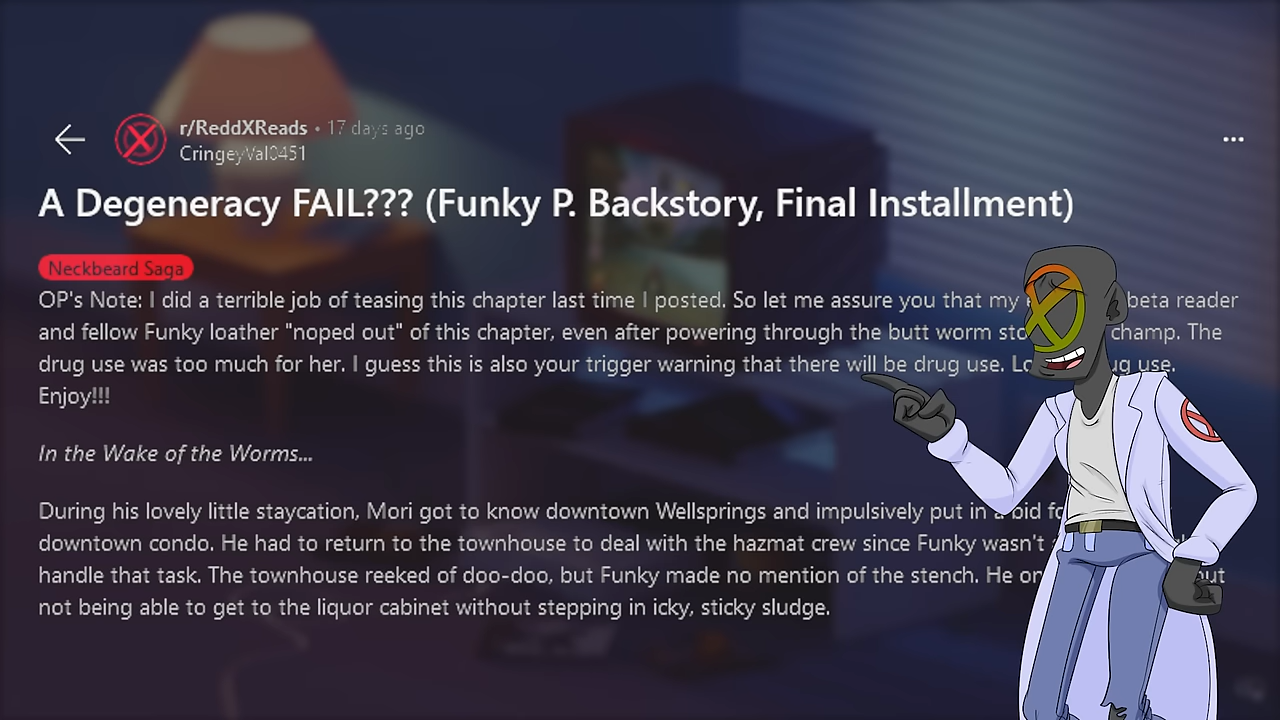 r/ReddXReads • 17 days ago
CringeyVal0451
A Degeneracy FAIL??? (Funky P. Backstory, Final Installment)
Neckbeard Saga
OP's Note: I did a terrible job of teasing this chapter last time I posted. So let me assure you that my beta reader
and fellow Funky loather "noped out" of this chapter, even after powering through the butt worm champ. The
drug use was too much for her. I guess this is also your trigger warning that there will be drug use. use.
Enjoy!!!
In the Wake of the Worms...
During his lovely little staycation, Mori got to know downtown Wellsprings and impulsively put in a bid
downtown condo. He had to return to the townhouse to deal with the hazmat crew since Funky wasn't
handle that task. The townhouse reeked of doo-doo, but Funky made no mention of the stench. He
not being able to get to the liquor cabinet without stepping in icky, sticky sludge.